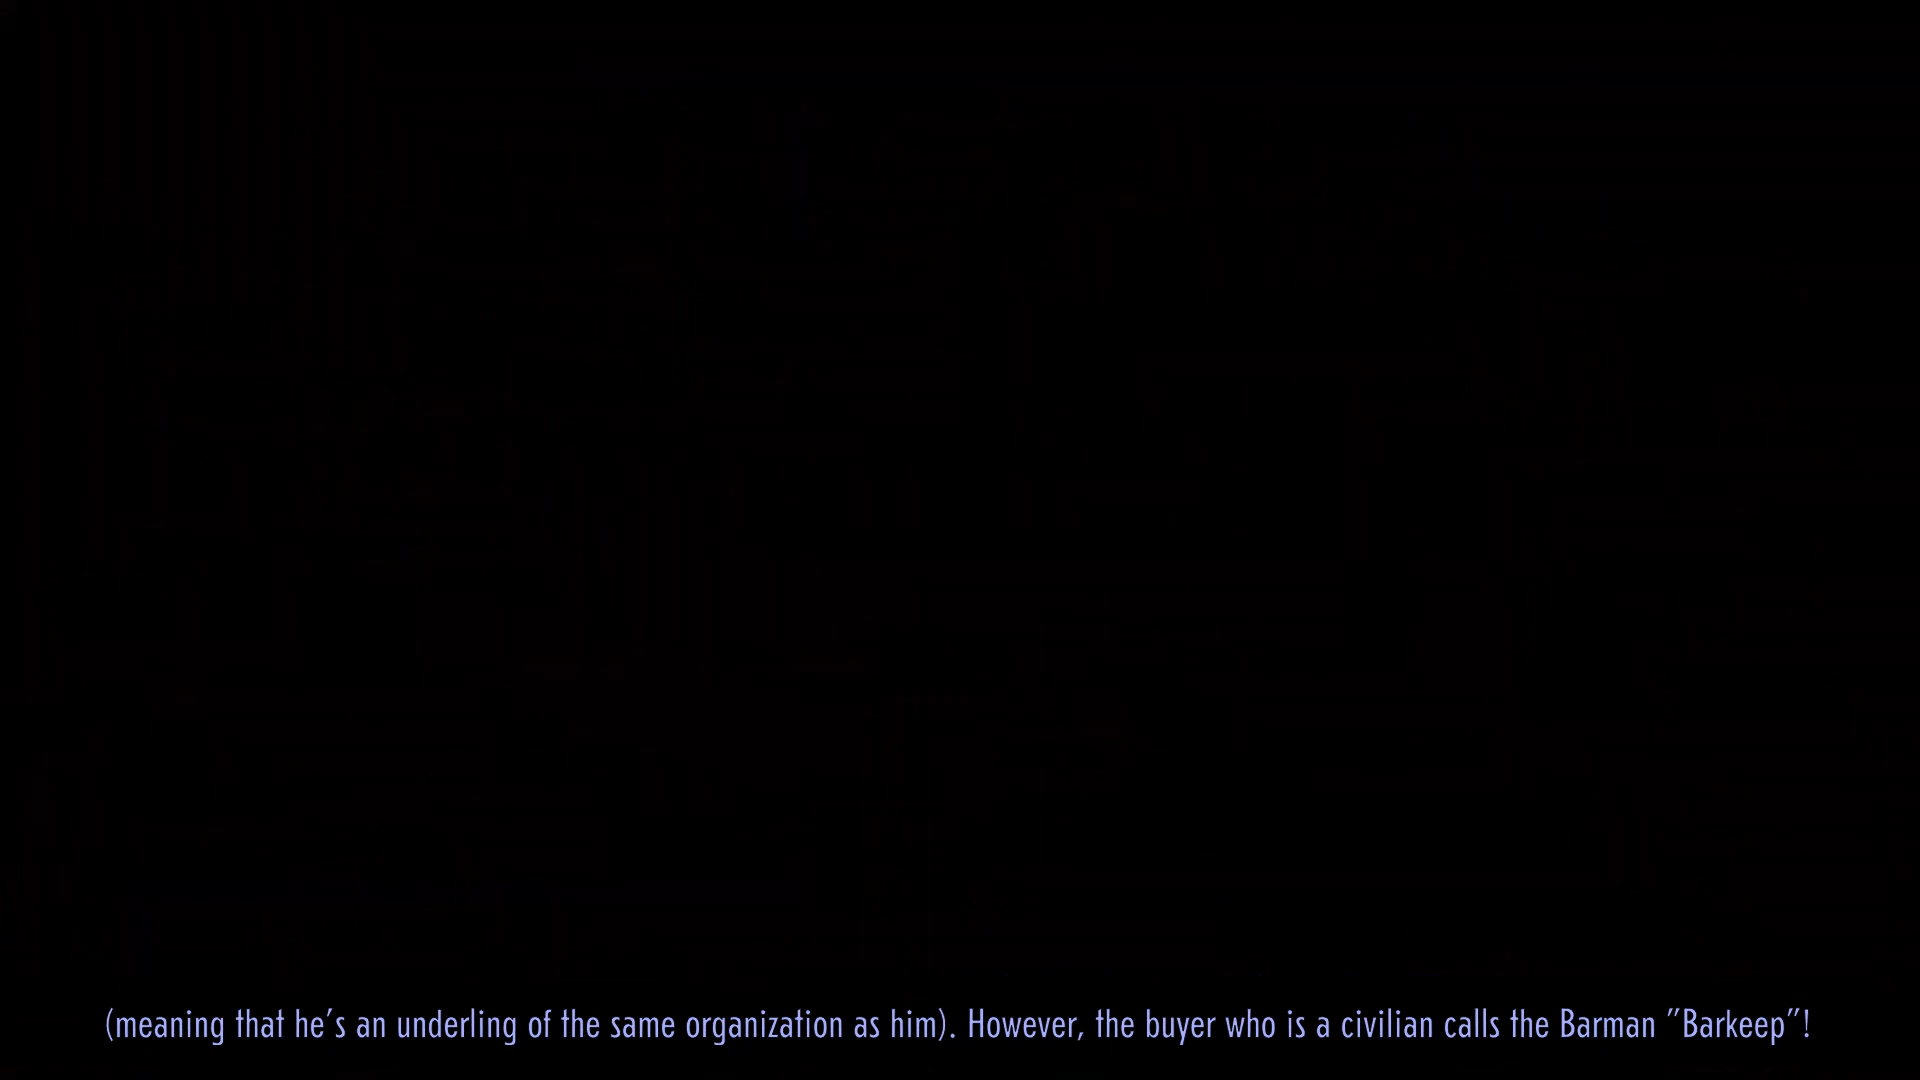 (meaning that he's an underling of the same organization as him). However, the buyer who is a civilian calls the Barman "Barkeep"!